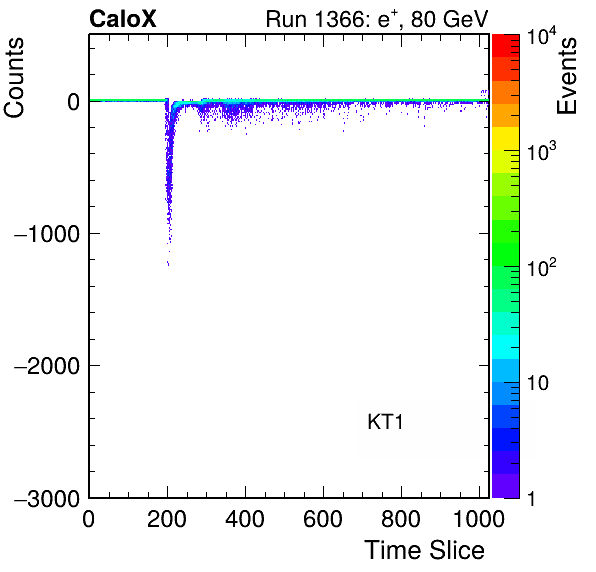 CaloX Run 1366: e⁺, 80 GeV
Counts
Events
0
−1000
−2000
−3000
0 200 400 600 800 1000
Time Slice
KT1
10⁴
10³
10²
10
1